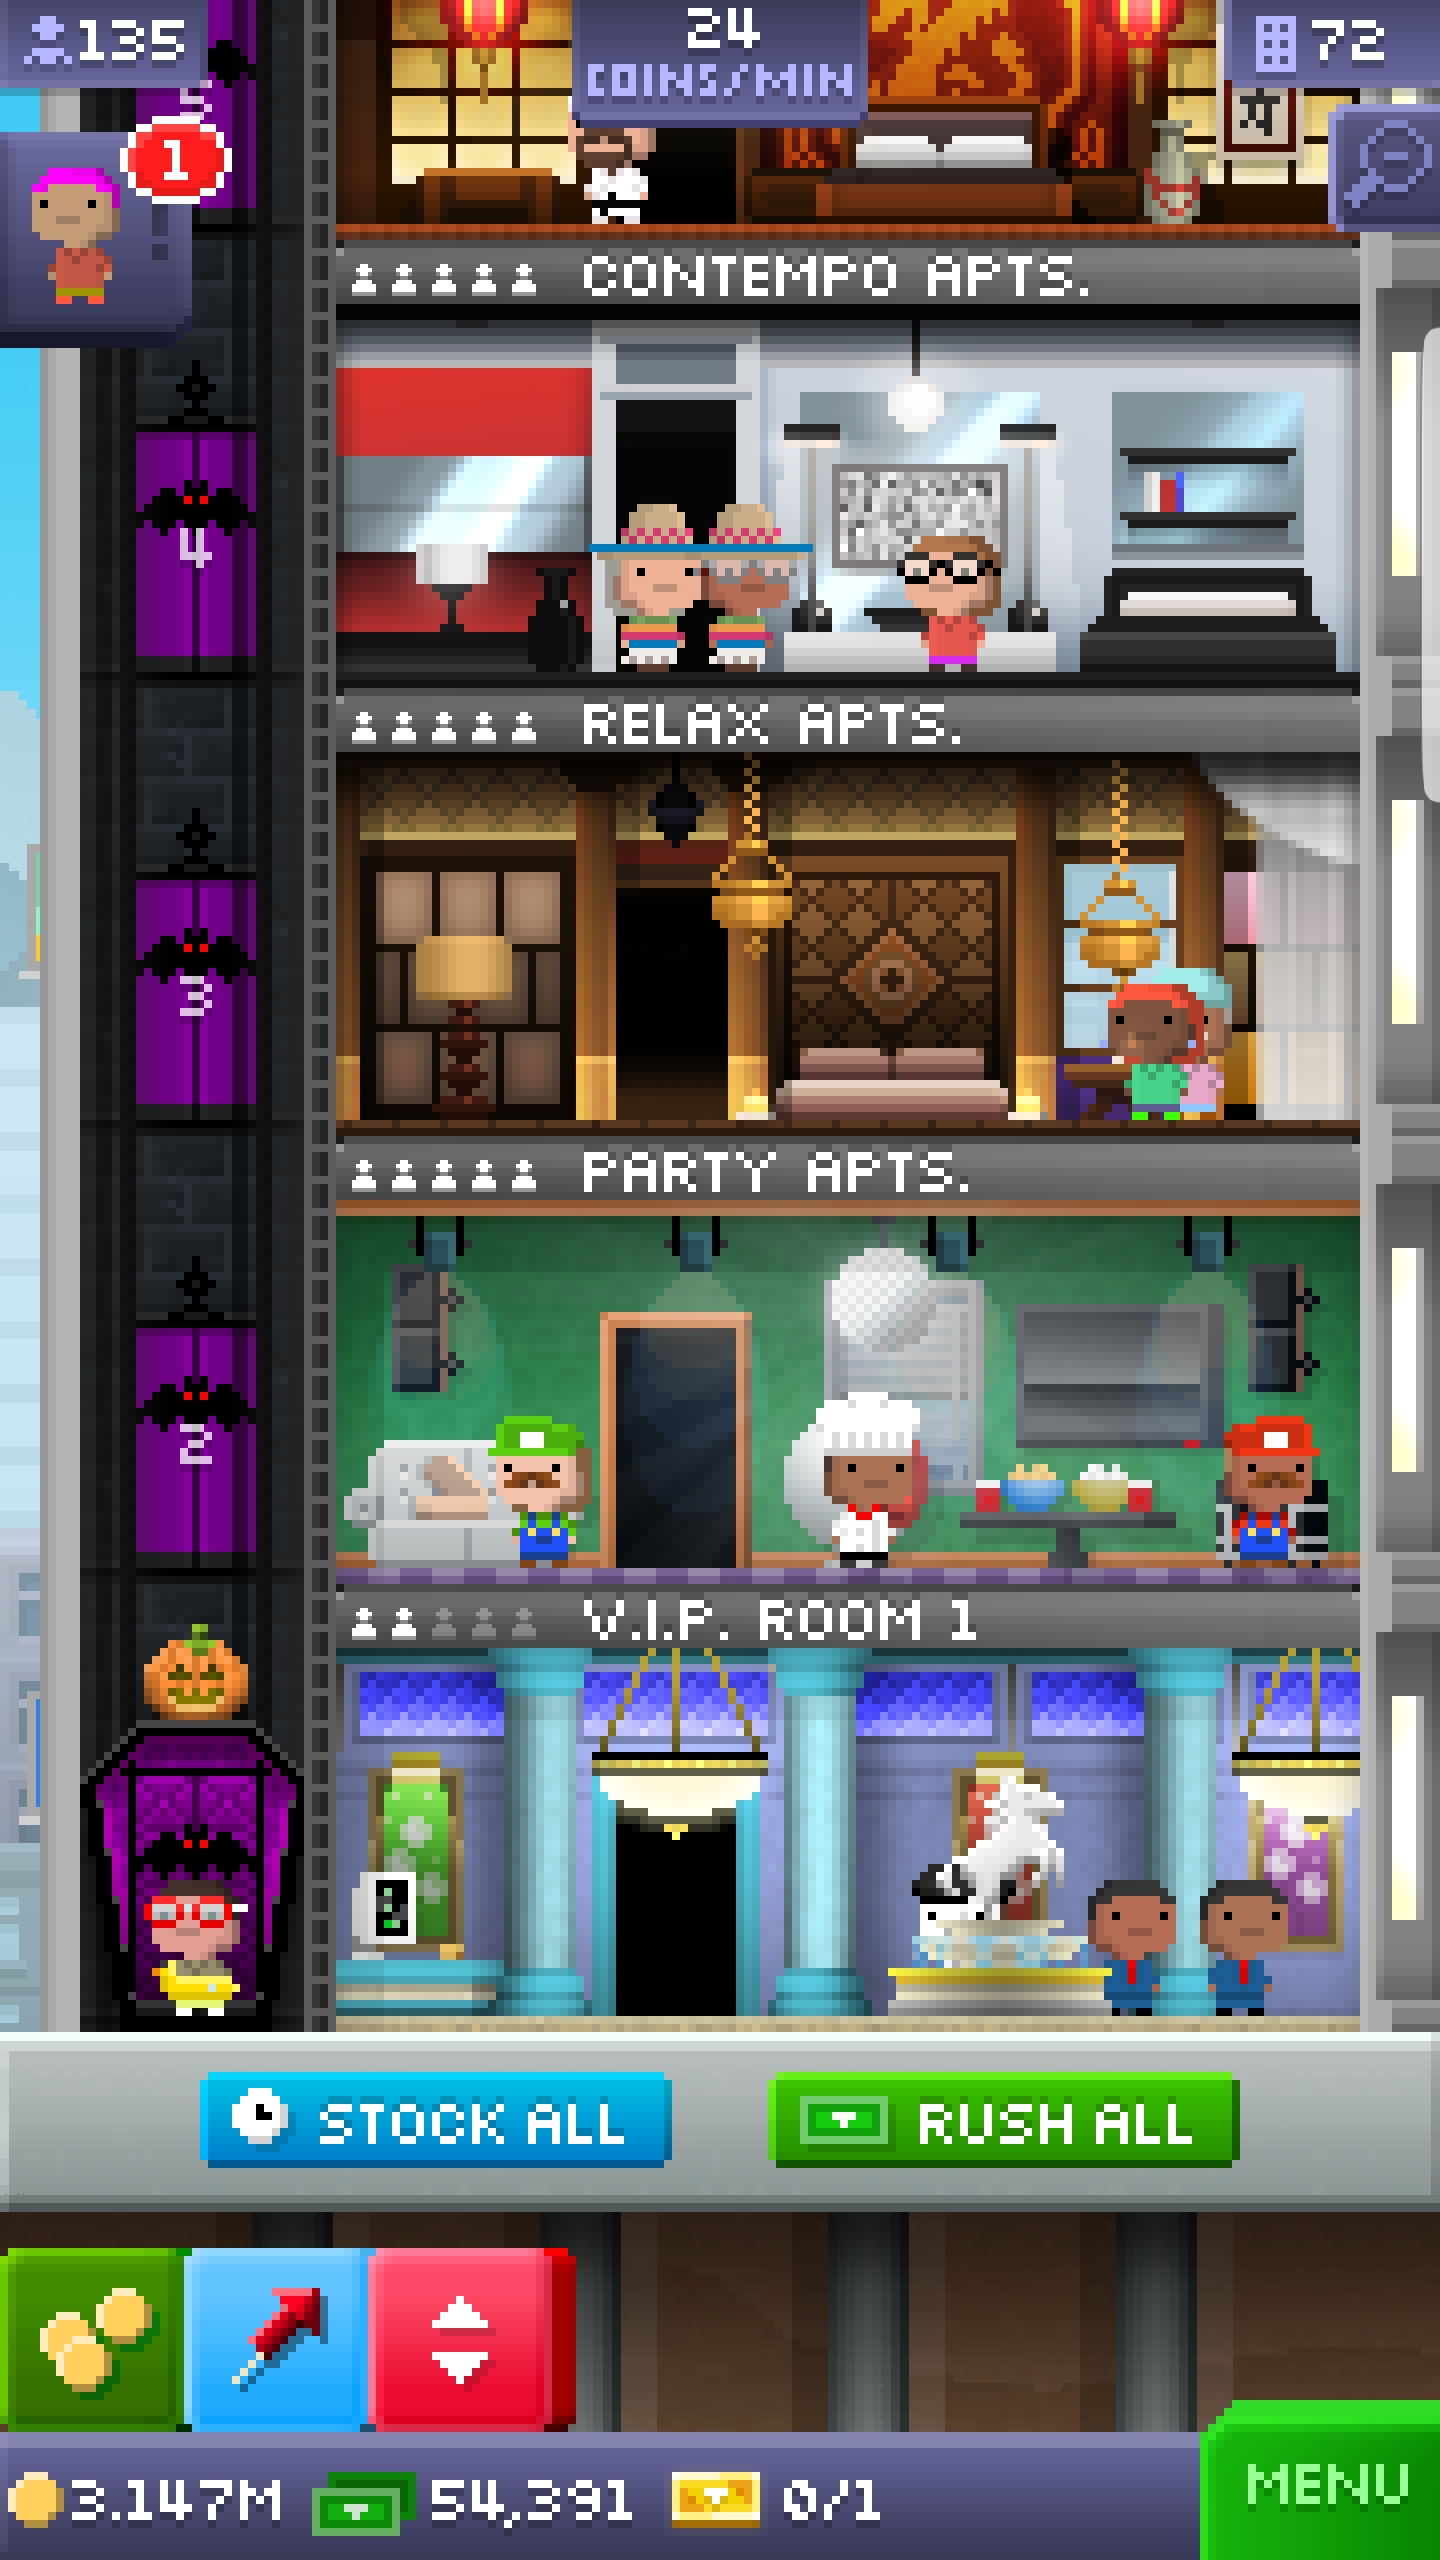 135
24
COINS/MIN
72
5
1
CONTEMPO APTS.
4
RELAX APTS.
3
PARTY APTS.
2
V.I.P. ROOM 1
STOCK ALL
RUSH ALL
3.147M
54,391
0/1
MENU